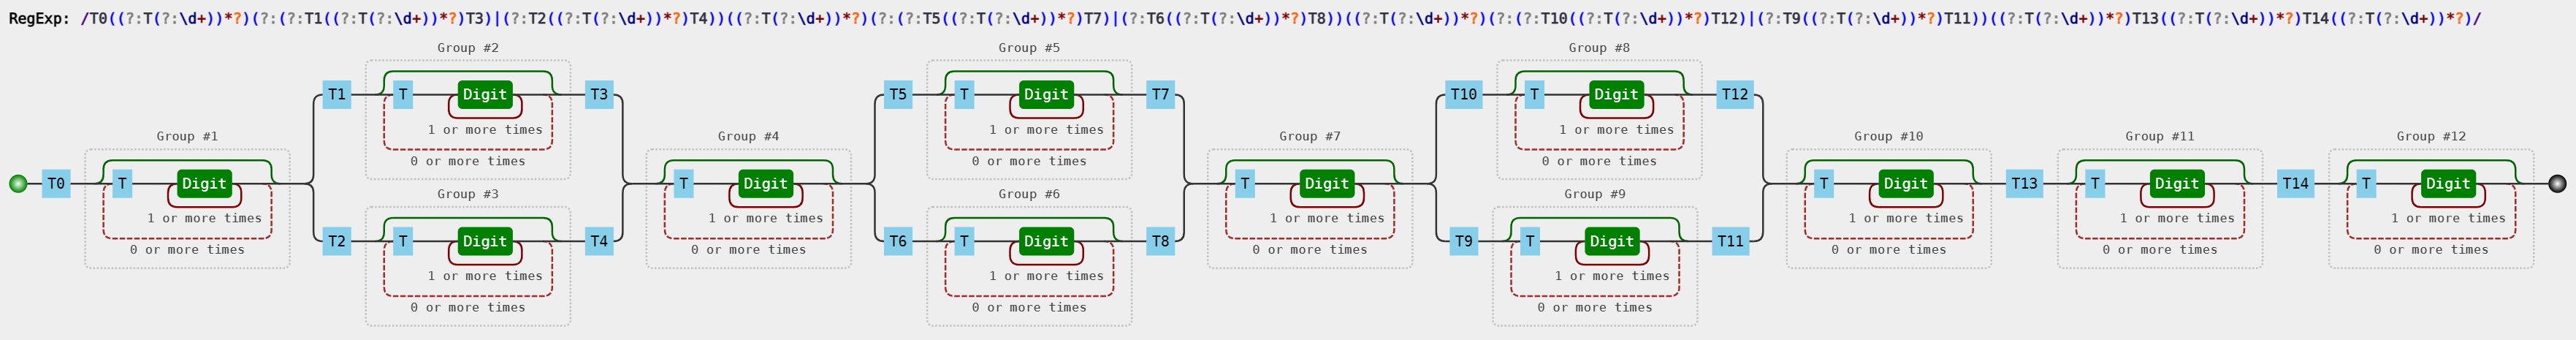 RegExp: /T0((?:T(?:\d+))*?)(?:(?:T1((?:T(?:\d+))*?)T3)|(?:T2((?:T(?:\d+))*?)T4))((?:T(?:\d+))*?)(?:(?:T5((?:T(?:\d+))*?)T7)|(?:T6((?:T(?:\d+))*?)T8))((?:T(?:\d+))*?)(?:(?:T10((?:T(?:\d+))*?)T12)|(?:T9((?:T(?:\d+))*?)T11))((?:T(?:\d+))*?)T13((?:T(?:\d+))*?)T14((?:T(?:\d+))*?)/
Group #2 Group #5 Group #8
T1 T Digit T3 T5 T Digit T7 T10 T Digit T12
1 or more times 1 or more times 1 or more times
Group #1 Group #4 Group #7 Group #10 Group #11 Group #12
0 or more times 0 or more times 0 or more times
T0 T Digit T Digit T Digit T Digit T13 T Digit T14 T Digit
Group #3 Group #6 Group #9
1 or more times 1 or more times 1 or more times 1 or more times 1 or more times 1 or more times
T2 T Digit T4 T6 T Digit T8 T9 T Digit T11
0 or more times 0 or more times 0 or more times 0 or more times 0 or more times 0 or more times
1 or more times 1 or more times 1 or more times
0 or more times 0 or more times 0 or more times